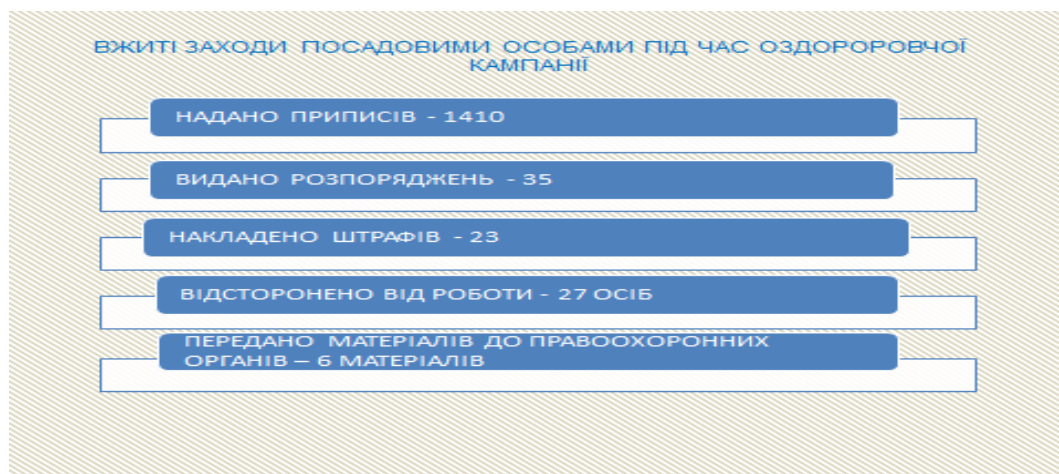 ВЖИТІ ЗАХОДИ ПОСАДОВИМИ ОСОБАМИ ПІД ЧАС ОЗДОРОРОВЧОЇ
КАМПАНІЇ
НАДАНО ПРИПИСІВ - 1410
ВИДАНО РОЗПОРЯДЖЕНЬ - 35
НАКЛАДЕНО ШТРАФІВ - 23
ВІДСТОРОНЕНО ВІД РОБОТИ - 27 ОСІБ
ПЕРЕДАНО МАТЕРІАЛІВ ДО ПРАВООХОРОННИХ
ОРГАНІВ – 6 МАТЕРІАЛІВ